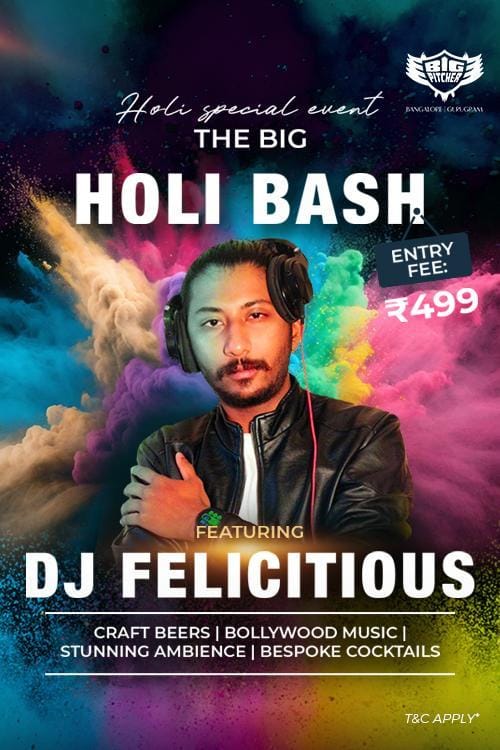 BIG
PITCHER
BANGALORE | GURUGRAM
Holi special event
THE BIG
HOLI BASH
ENTRY
FEE:
₹499
FEATURING
DJ FELICITIOUS
CRAFT BEERS | BOLLYWOOD MUSIC |
STUNNING AMBIENCE | BESPOKE COCKTAILS
T&C APPLY*